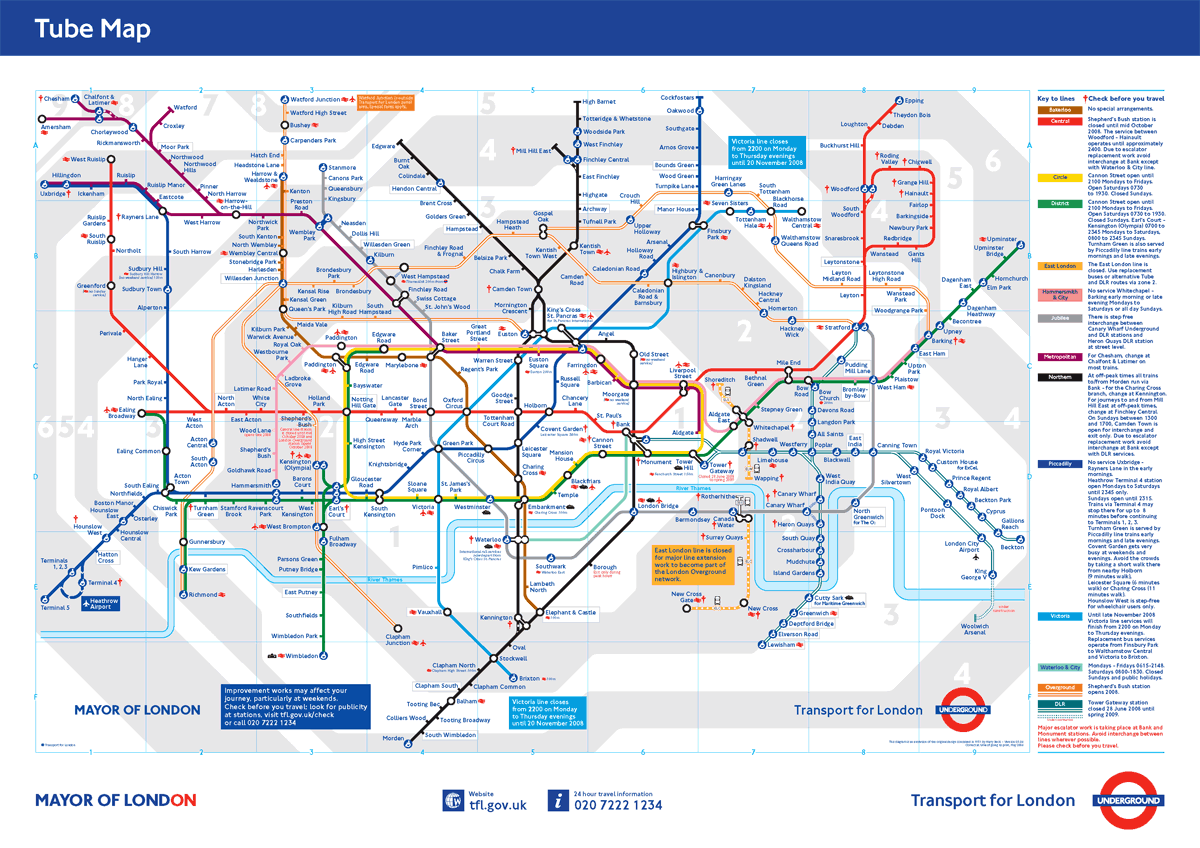 Tube Map
Key to lines
†Check before you travel
Bakerloo
No special arrangements.
Central
Shepherd's Bush station is
closed until mid October
2008. The service between
Woodford - Hainault
operates until approximately
2400. Due to escalator
replacement work avoid
interchange at Bank except
with Waterloo & City line.
Circle
Cannon Street open until
2100 Mondays to Fridays.
Open Saturdays 0730
to 1930. Closed Sundays.
District
Cannon Street open until
2100 Mondays to Fridays.
Open Saturdays 0730 to 1930.
Closed Sundays. Earl's Court -
Kensington (Olympia) 0700 to
2345 Mondays to Saturdays,
0800 to 2345 Sundays.
Turnham Green is also served
by Piccadilly line trains early
mornings and late evenings.
East London
The East London line is
closed. Use replacement
buses or alternative Tube
and DLR routes via zone 2.
Hammersmith
& City
No service Whitechapel -
Barking early morning or late
evening Mondays to
Saturdays or all day Sundays.
Jubilee
There is step free
interchange between
Canary Wharf Underground
and DLR stations and
Heron Quays DLR station
at street level.
Metropolitan
For Chesham, change at
Chalfont & Latimer on
most trains.
Northern
At off-peak times all trains
to/from Morden run via
Bank - for the Charing Cross
branch, change at Kennington.
For journeys to and from Mill
Hill East at off-peak times,
change at Finchley Central.
On Sundays between 1300
and 1700, Camden Town is
open for interchange and
exit only. Due to escalator
replacement work avoid
interchange at Bank except
with DLR services.
Piccadilly
No service Uxbridge -
Rayners Lane in the early
mornings.
Heathrow Terminal 4 station
open Mondays to Saturdays
until 2345 only.
Sundays open until 2315.
Trains via Terminal 4 may
stop there for up to 8
minutes before continuing
to Terminals 1, 2, 3.
Turnham Green is served by
Piccadilly line trains early
mornings and late evenings.
Covent Garden gets very
busy at weekends and
evenings. Avoid the crowds
by taking a short walk there
from nearby Holborn
(9 minutes walk).
Leicester Square (6 minutes
walk) or Charing Cross (11
minutes walk).
Hounslow West is step-free
for wheelchair users only.
Victoria
Until late November 2008
Victoria line services will
finish from 2200 on Monday
to Thursday evenings.
Replacement bus services
operate from Finsbury Park
to Walthamstow Central
and Victoria to Brixton.
Waterloo & City
Mondays - Fridays 0615-2148.
Saturdays 0800-1830. Closed
Sundays and public holidays.
Overground
Shepherd's Bush station
opens 2008.
DLR
Tower Gateway station
closed 26 June 2008 until
spring 2009.
Major escalator work is taking place at Bank and
Monument stations. Avoid interchange between
lines wherever possible.
Please check before you travel.
Chesham
Chalfont &
Latimer
Watford
Amersham
Chorleywood
Croxley
Rickmansworth
Moor Park
Northwood
Northwood
Hills
Pinner
North Harrow
Harrow-
on-the-Hill
West Ruislip
Hillingdon
Uxbridge
Ickenham
Ruislip
Ruislip Manor
Eastcote
Rayners Lane
Ruislip
Gardens
South
Ruislip
Northolt
Greenford
Perivale
Hanger
Lane
South Harrow
Sudbury Hill
Sudbury Town
Alperton
Park Royal
North Ealing
Watford Junction
Watford High Street
Bushey
Carpenders Park
Hatch End
Headstone Lane
Harrow &
Wealdstone
Kenton
Preston
Road
Northwick
Park
South Kenton
North Wembley
Wembley Central
Stonebridge Park
Harlesden
Willesden Junction
Kensal Rise
Kensal Green
Queen's Park
Stanmore
Canons Park
Queensbury
Kingsbury
Wembley
Park
Neasden
Dollis Hill
Willesden Green
Kilburn
West Hampstead
Brondesbury
Brondesbury
Park
Finchley Road
Finchley Road
& Frognal
Swiss Cottage
St. John's Wood
Kilburn
High Road
South
Hampstead
Kilburn Park
Maida Vale
Warwick Avenue
Royal Oak
Westbourne
Park
Ladbroke
Grove
Latimer Road
Paddington
Paddington
Edgware
Road
Edgware
Road
Marylebone
Baker
Street
Great
Portland
Street
Edgware
Burnt
Oak
Colindale
Hendon Central
Brent Cross
Golders Green
Hampstead
Belsize Park
Chalk Farm
Camden Town
Mornington
Crescent
High Barnet
Totteridge & Whetstone
Woodside Park
West Finchley
Mill Hill East
Finchley Central
East Finchley
Highgate
Archway
Tufnell Park
Kentish
Town
Kentish
Town West
Camden
Road
Gospel
Oak
Hampstead
Heath
Upper
Holloway
Crouch
Hill
Cockfosters
Oakwood
Southgate
Arnos Grove
Bounds Green
Wood Green
Turnpike Lane
Manor House
Harringay
Green Lanes
Seven Sisters
South
Tottenham
Tottenham
Hale
Blackhorse
Road
Walthamstow
Central
Walthamstow
Queens Road
Finsbury
Park
Arsenal
Holloway
Road
Caledonian Road
Caledonian
Road &
Barnsbury
Highbury &
Islington
Canonbury
Dalston
Kingsland
Hackney
Central
Homerton
Hackney
Wick
Victoria line closes
from 2200 on Monday
to Thursday evenings
until 20 November 2008
Epping
Theydon Bois
Debden
Loughton
Buckhurst Hill
Roding
Valley
Chigwell
Grange Hill
Hainault
Fairlop
Barkingside
Newbury Park
Woodford
South
Woodford
Snaresbrook
Redbridge
Wanstead
Gants
Hill
Leytonstone
Leyton
Midland Road
Leytonstone
High Road
Leyton
Wanstead
Park
Woodgrange Park
Stratford
Upminster
Upminster
Bridge
Hornchurch
Elm Park
Dagenham
East
Dagenham
Heathway
Becontree
Upney
Barking
East Ham
Upton
Park
Plaistow
West Ham
King's Cross
St. Pancras
Euston
Angel
Old Street
Warren Street
Euston
Square
Farringdon
Barbican
Moorgate
Liverpool
Street
Shoreditch
Bethnal
Green
Mile End
Bow
Road
Bow
Church
Bromley-
by-Bow
Pudding
Mill Lane
Regent's Park
Russell
Square
Goodge
Street
Holborn
Chancery
Lane
St. Paul's
Bank
Aldgate
East
Aldgate
Stepney Green
Whitechapel
Devons Road
Langdon Park
All Saints
Ealing
Broadway
West
Acton
North
Acton
East Acton
White
City
Wood Lane
Shepherd's
Bush
Holland
Park
Notting
Hill Gate
Bayswater
Queensway
Lancaster
Gate
Marble
Arch
Bond
Street
Oxford
Circus
Tottenham
Court Road
Covent Garden
Leicester
Square
Cannon
Street
Mansion
House
Monument
Tower
Hill
Tower
Gateway
Shadwell
Limehouse
Westferry
Poplar
Blackwall
East
India
Canning Town
Royal Victoria
Custom House
for ExCeL
Prince Regent
Royal Albert
Beckton Park
Cyprus
Gallions
Reach
Beckton
West
Silvertown
Pontoon
Dock
London City
Airport
King
George V
Woolwich
Arsenal
Ealing Common
Acton
Central
South
Acton
Acton
Town
South Ealing
Northfields
Boston Manor
Hounslow
East
Osterley
Hounslow
West
Hounslow
Central
Hatton
Cross
Terminals
1, 2, 3
Terminal 4
Heathrow
Airport
Terminal 5
Chiswick
Park
Turnham
Green
Stamford
Brook
Ravenscourt
Park
Goldhawk Road
Shepherd's
Bush
Hammersmith
Barons
Court
West
Kensington
Kensington
(Olympia)
Earl's
Court
Gloucester
Road
South
Kensington
High Street
Kensington
Knightsbridge
Hyde Park
Corner
Green Park
Piccadilly
Circus
Sloane
Square
Victoria
St. James's
Park
Westminster
Embankment
Charing
Cross
Temple
Blackfriars
River Thames
Waterloo
Southwark
London Bridge
Bermondsey
Canada
Water
Rotherhithe
Wapping
Surrey Quays
New Cross
Gate
New Cross
Canary Wharf
Canary Wharf
West
India Quay
Heron Quays
South Quay
Crossharbour
Mudchute
Island Gardens
Cutty Sark
for Maritime Greenwich
Greenwich
Deptford Bridge
Elverson Road
Lewisham
North
Greenwich
for The O2
East London line is closed
for major line extension
work to become part of
the London Overground
network.
Gunnersbury
Kew Gardens
Richmond
West Brompton
Fulham
Broadway
Parsons Green
Putney Bridge
East Putney
Southfields
Wimbledon Park
Wimbledon
Clapham
Junction
River Thames
Pimlico
Vauxhall
Lambeth
North
Borough
Elephant & Castle
Kennington
Oval
Stockwell
Clapham North
Brixton
Clapham Common
Clapham South
Balham
Tooting Bec
Tooting Broadway
Colliers Wood
South Wimbledon
Morden
Victoria line closes
from 2200 on Monday
to Thursday evenings
until 20 November 2008
Improvement works may affect your
journey, particularly at weekends.
Check before you travel: look for publicity
at stations, visit tfl.gov.uk/check
or call 020 7222 1234
MAYOR OF LONDON
Transport for London
UNDERGROUND
MAYOR OF LONDON
Website
tfl.gov.uk
24 hour travel information
020 7222 1234
Transport for London
UNDERGROUND